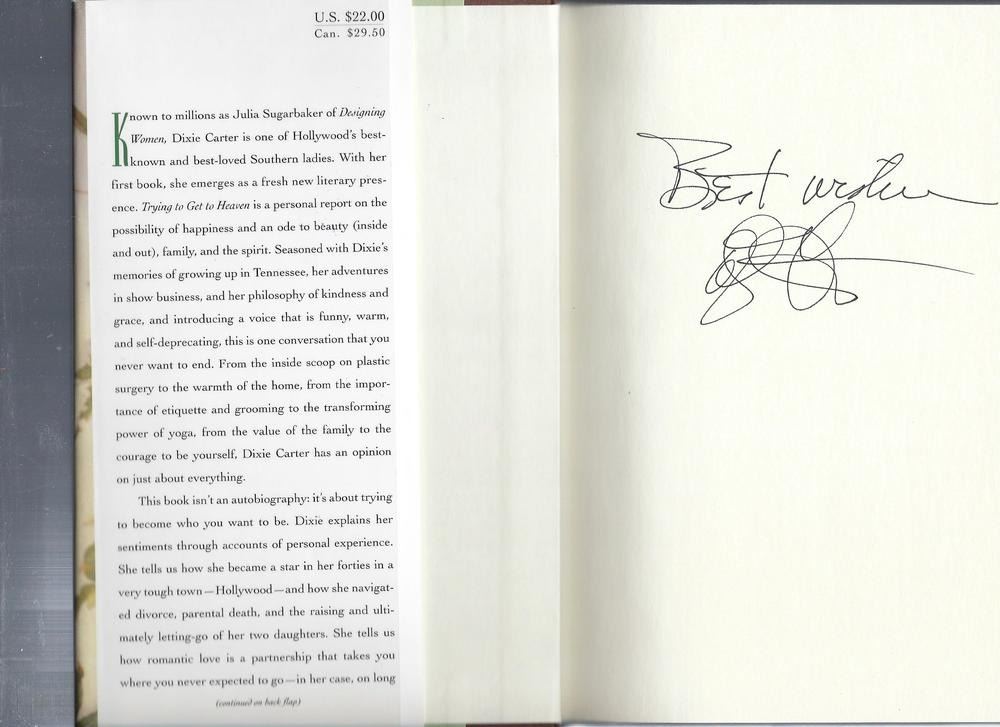 U.S. $22.00
Can. $29.50
Known to millions as Julia Sugarbaker of Designing
Women, Dixie Carter is one of Hollywood's best-
known and best-loved Southern ladies. With her
first book, she emerges as a fresh new literary pres-
ence. Trying to Get to Heaven is a personal report on the
possibility of happiness and an ode to beauty (inside
and out), family, and the spirit. Seasoned with Dixie's
memories of growing up in Tennessee, her adventures
in show business, and her philosophy of kindness and
grace, and introducing a voice that is funny, warm,
and self-deprecating, this is one conversation that you
never want to end. From the inside scoop on plastic
surgery to the warmth of the home, from the impor-
tance of etiquette and grooming to the transforming
power of yoga, from the value of the family to the
courage to be yourself, Dixie Carter has an opinion
on just about everything.
This book isn't an autobiography: it's about trying
to become who you want to be. Dixie explains her
sentiments through accounts of personal experience.
She tells us how she became a star in her forties in a
very tough town—Hollywood—and how she navigat-
ed divorce, parental death, and the raising and ulti-
mately letting-go of her two daughters. She tells us
how romantic love is a partnership that takes you
where you never expected to go—in her case, on long
(continued on back flap)
Best wishes